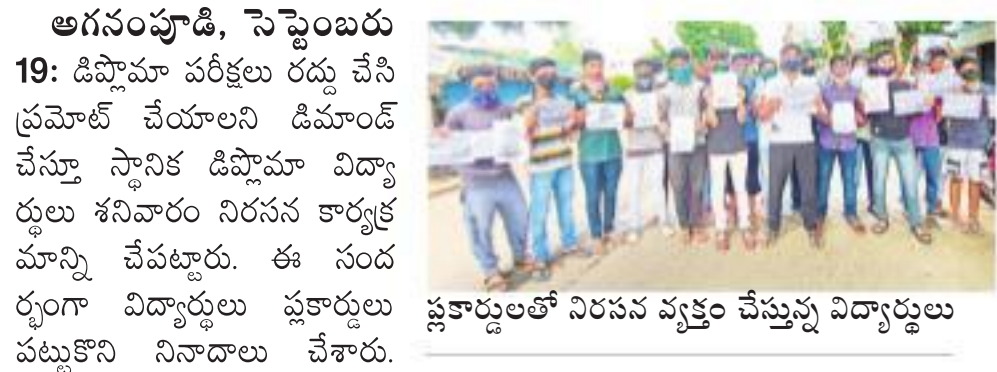 అగనంపూడి, సెప్టెంబరు
19: డిప్లొమా పరీక్షలు రద్దు చేసి
ప్రమోట్ చేయాలని డిమాండ్
చేస్తూ స్థానిక డిప్లొమా విద్యా
ర్థులు శనివారం నిరసన కార్యక్ర
మాన్ని చేపట్టారు. ఈ సంద
ర్భంగా విద్యార్థులు ప్లకార్డులు
పట్టుకొని నినాదాలు చేశారు.
ప్లకార్డులతో నిరసన వ్యక్తం చేస్తున్న విద్యార్థులు